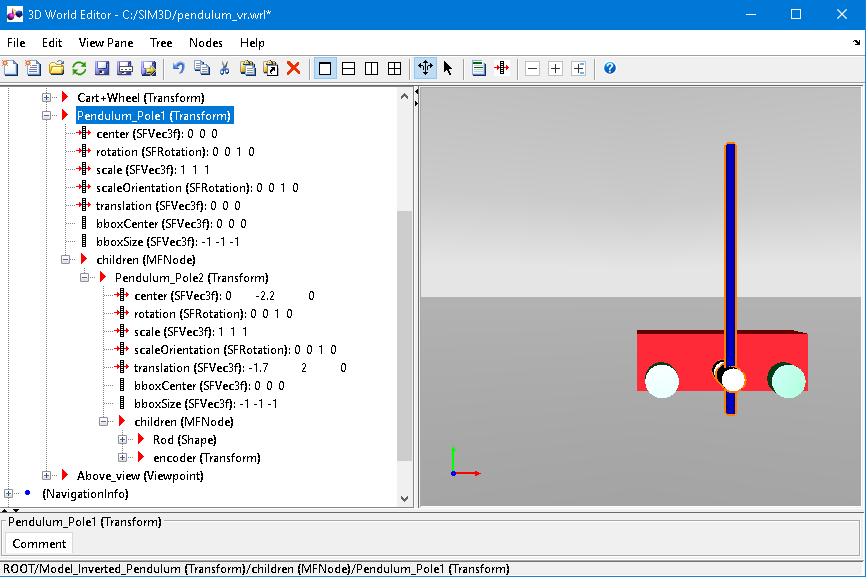 3D World Editor - C:/SIM3D/pendulum_vr.wrl*
File Edit View Pane Tree Nodes Help
Cart+Wheel (Transform)
Pendulum_Pole1 (Transform)
center (SFVec3f): 0 0 0
rotation (SFRotation): 0 0 1 0
scale (SFVec3f): 1 1 1
scaleOrientation (SFRotation): 0 0 1 0
translation (SFVec3f): 0 0 0
bboxCenter (SFVec3f): 0 0 0
bboxSize (SFVec3f): -1 -1 -1
children (MFNode)
Pendulum_Pole2 (Transform)
center (SFVec3f): 0 -2.2 0
rotation (SFRotation): 0 0 1 0
scale (SFVec3f): 1 1 1
scaleOrientation (SFRotation): 0 0 1 0
translation (SFVec3f): -1.7 2 0
bboxCenter (SFVec3f): 0 0 0
bboxSize (SFVec3f): -1 -1 -1
children (MFNode)
Rod (Shape)
encoder (Transform)
Above_view (Viewpoint)
(NavigationInfo)
Pendulum_Pole1 (Transform)
Comment
ROOT/Model_Inverted_Pendulum (Transform)/children (MFNode)/Pendulum_Pole1 (Transform)